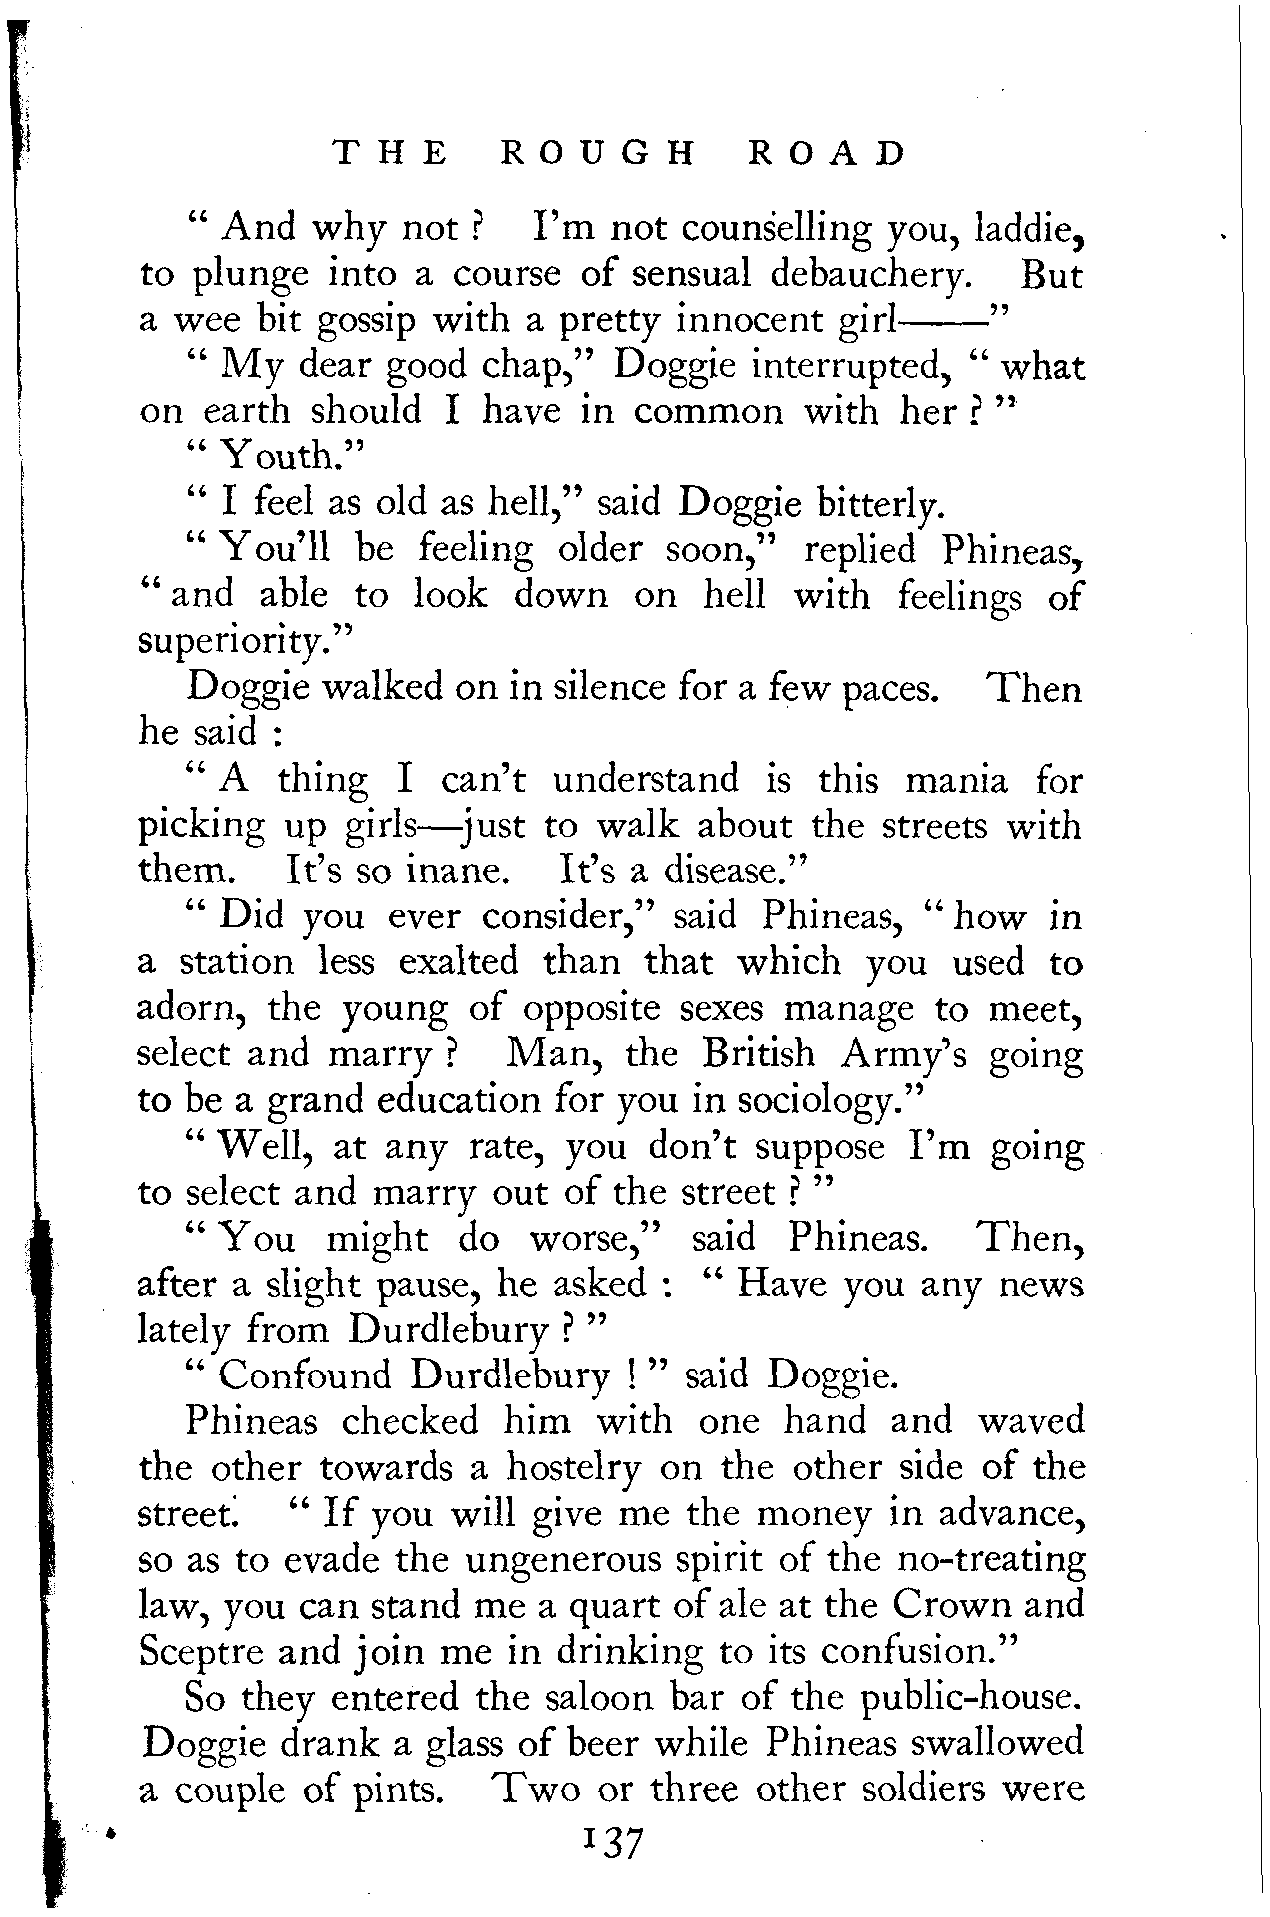 THE ROUGH ROAD
“ And why not ? I’m not counselling you, laddie,
to plunge into a course of sensual debauchery. But
a wee bit gossip with a pretty innocent girl——”
“ My dear good chap,” Doggie interrupted, “ what
on earth should I have in common with her ? ”
“ Youth.”
“ I feel as old as hell,” said Doggie bitterly.
“ You’ll be feeling older soon,” replied Phineas,
“ and able to look down on hell with feelings of
superiority.”
Doggie walked on in silence for a few paces. Then
he said :
“ A thing I can’t understand is this mania for
picking up girls—just to walk about the streets with
them. It’s so inane. It’s a disease.”
“ Did you ever consider,” said Phineas, “ how in
a station less exalted than that which you used to
adorn, the young of opposite sexes manage to meet,
select and marry ? Man, the British Army’s going
to be a grand education for you in sociology.”
“ Well, at any rate, you don’t suppose I’m going
to select and marry out of the street ? ”
“ You might do worse,” said Phineas. Then,
after a slight pause, he asked : “ Have you any news
lately from Durdlebury ? ”
“ Confound Durdlebury ! ” said Doggie.
Phineas checked him with one hand and waved
the other towards a hostelry on the other side of the
street. “ If you will give me the money in advance,
so as to evade the ungenerous spirit of the no-treating
law, you can stand me a quart of ale at the Crown and
Sceptre and join me in drinking to its confusion.”
So they entered the saloon bar of the public-house.
Doggie drank a glass of beer while Phineas swallowed
a couple of pints. Two or three other soldiers were
137